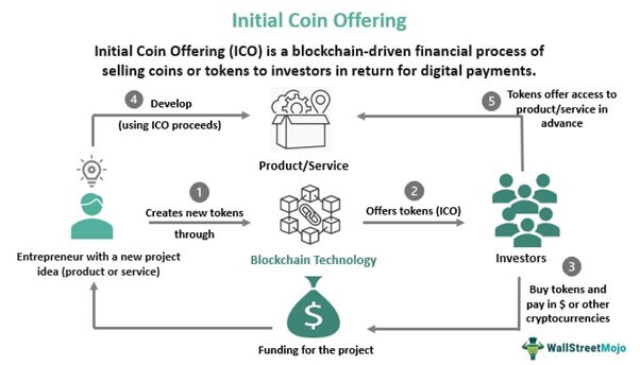 Initial Coin Offering
Initial Coin Offering (ICO) is a blockchain-driven financial process of
selling coins or tokens to investors in return for digital payments.
4
Develop
(using ICO proceeds)
Product/Service
5
Tokens offer access to
product/service in
advance
1
Creates new tokens
through
2
Offers tokens (ICO)
Entrepreneur with a new project
idea (product or service)
Blockchain Technology
Investors
3
Buy tokens and
pay in $ or other
cryptocurrencies
$
Funding for the project
WallStreetMojo